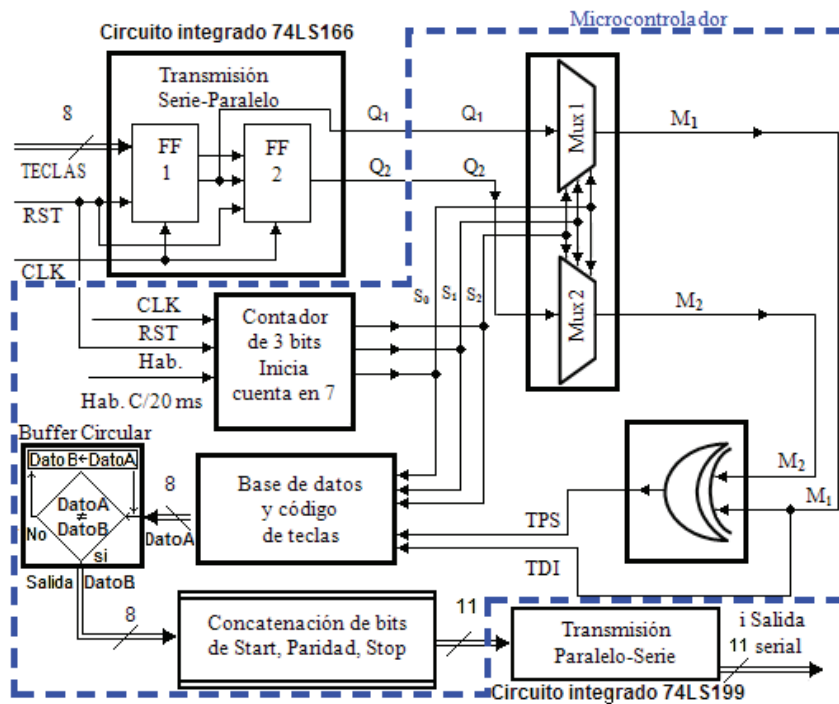 Circuito integrado 74LS166
Microcontrolador
Transmisión
Serie-Paralelo
8
TECLAS
RST
CLK
FF
1
FF
2
Q1
Q2
Q1
Q2
Mux 1
Mux 2
M1
M2
S0
S1
S2
CLK
RST
Hab.
Hab. C/20 ms
Contador
de 3 bits
Inicia
cuenta en 7
Buffer Circular
Dato B←DatoA
DatoA
≠
DatoB
No
si
Salida DatoB
8
DatoA
Base de datos
y código
de teclas
TPS
TDI
M2
M1
8
Concatenación de bits
de Start, Paridad, Stop
11
Transmisión
Paralelo-Serie
i Salida
serial
11
Circuito integrado 74LS199